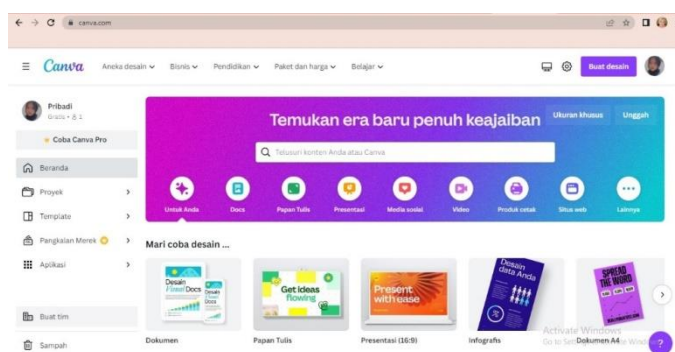 canva.com
Canva
Aneka desain
Bisnis
Pendidikan
Paket dan harga
Belajar
Buat desain
Pribadi
Gratis • 1
Coba Canva Pro
Beranda
Proyek
Template
Pangkalan Merek
Aplikasi
Buat tim
Sampah
Temukan era baru penuh keajaiban
Ukuran khusus
Unggah
Telusuri konten Anda atau Canva
Untuk Anda
Docs
Papan Tulis
Presentasi
Media sosial
Video
Produk cetak
Situs web
Lainnya
Mari coba desain ...
Desain
Docs
Get ideas
flowing
Present
with ease
Desain
data Anda
SPREAD
THE WORD
Dokumen
Papan Tulis
Presentasi (16:9)
Infografis
Dokumen A4
Activate Windows
?